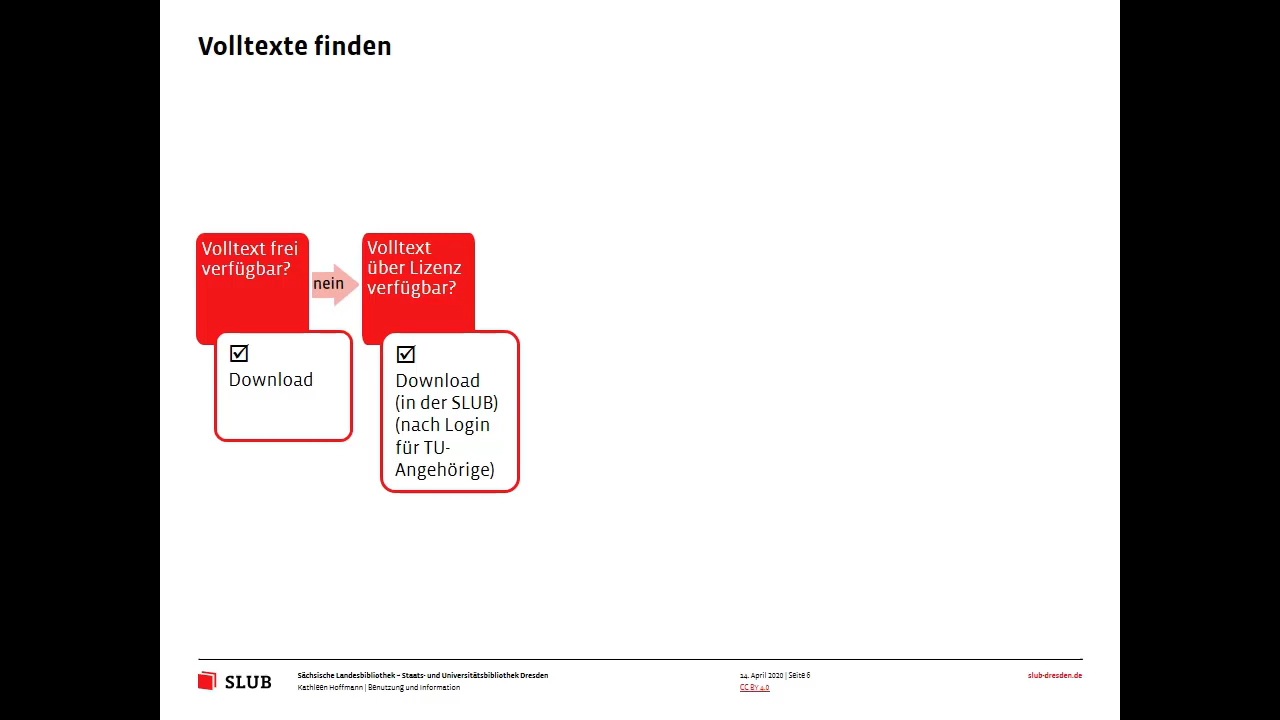 Volltexte finden
Volltext frei
verfügbar?
nein
Volltext
über Lizenz
verfügbar?
☑
Download
☑
Download
(in der SLUB)
(nach Login
für TU-
Angehörige)
SLUB
Sächsische Landesbibliothek – Staats- und Universitätsbibliothek Dresden
Kathleen Hoffmann | Benutzung und Information
24. April 2020 | Seite 6
CC BY 4.0
slub-dresden.de